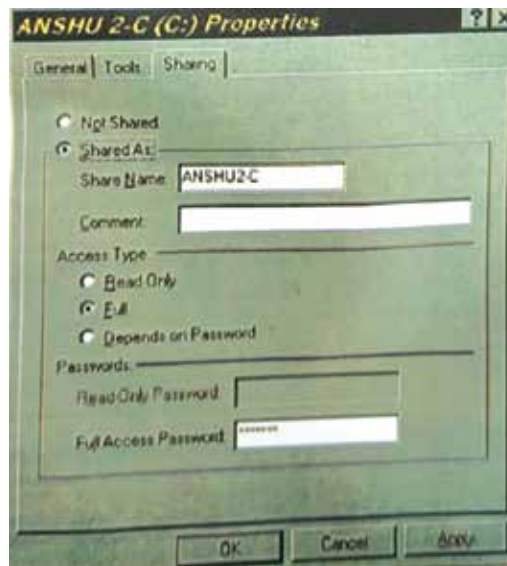 ANSHU 2-C (C:) Properties
General Tools Sharing
Not Shared
Shared As:
Share Name: ANSHU2-C
Comment:
Access Type:
Read Only
Full
Depends on Password
Passwords:
Read-Only Password:
Full Access Password: *******
OK Cancel Apply